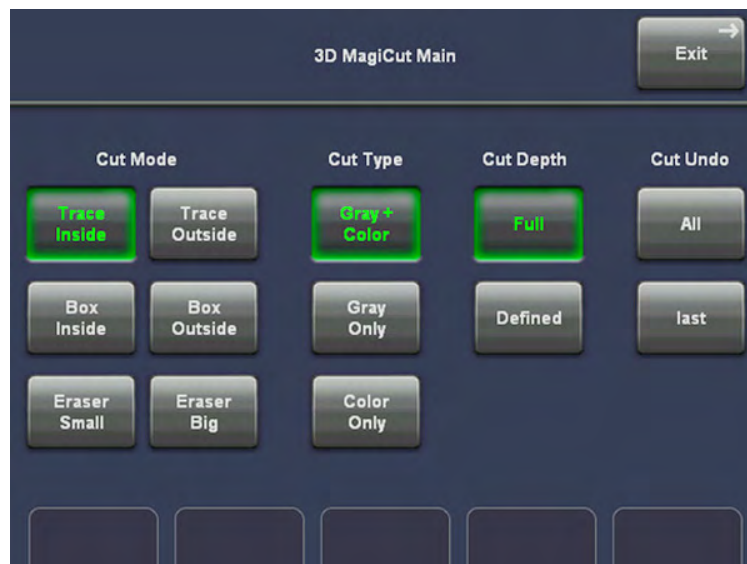 3D MagiCut Main
Exit
Cut Mode
Cut Type
Cut Depth
Cut Undo
Trace
Inside
Trace
Outside
Gray +
Color
Full
All
Box
Inside
Box
Outside
Gray
Only
Defined
last
Eraser
Small
Eraser
Big
Color
Only